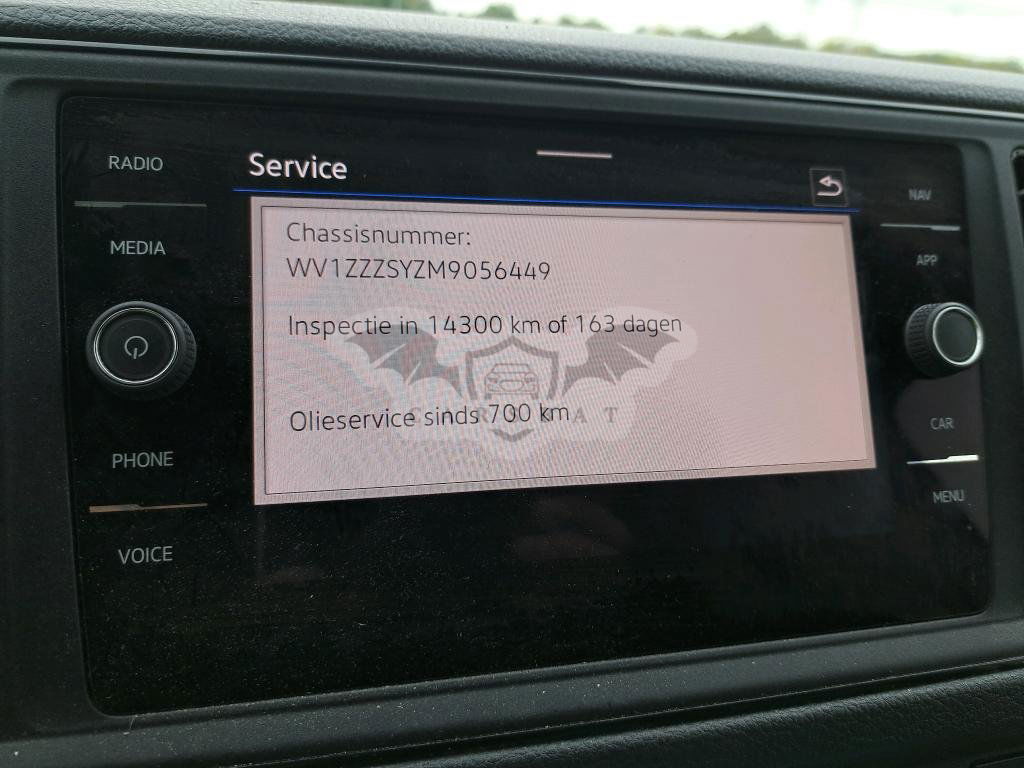 RADIO
MEDIA
PHONE
VOICE
Service
Chassisnummer:
WV1ZZZSYZM9056449
Inspectie in 14300 km of 163 dagen
Olieservice sinds 700 km
NAV
APP
CAR
MENU